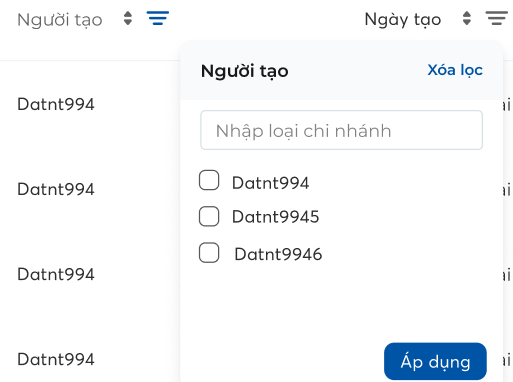 Người tạo Ngày tạo
Người tạo Xóa lọc
Datnt994
Nhập loại chi nhánh
Datnt994
Datnt994
Datnt9945
Datnt9946
Datnt994
Datnt994
Áp dụng